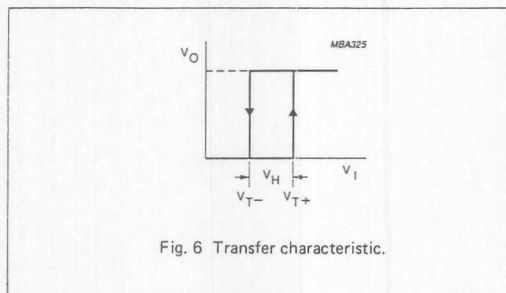 MBA325
VO
VH
VI
VT− VT+
Fig. 6 Transfer characteristic.